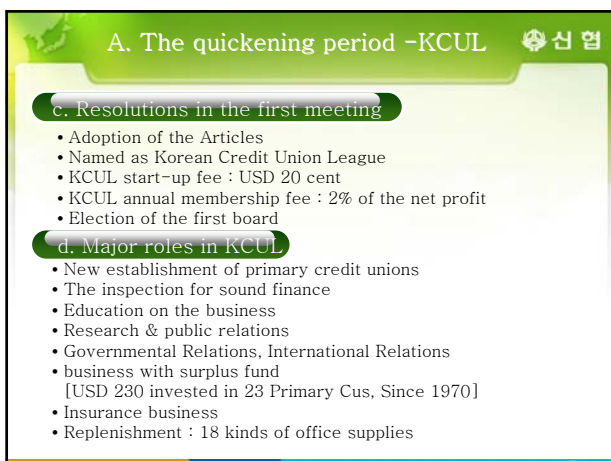 A. The quickening period -KCUL
신협
c. Resolutions in the first meeting
• Adoption of the Articles
• Named as Korean Credit Union League
• KCUL start-up fee : USD 20 cent
• KCUL annual membership fee : 2% of the net profit
• Election of the first board
d. Major roles in KCUL
• New establishment of primary credit unions
• The inspection for sound finance
• Education on the business
• Research & public relations
• Governmental Relations, International Relations
• business with surplus fund
[USD 230 invested in 23 Primary Cus, Since 1970]
• Insurance business
• Replenishment : 18 kinds of office supplies